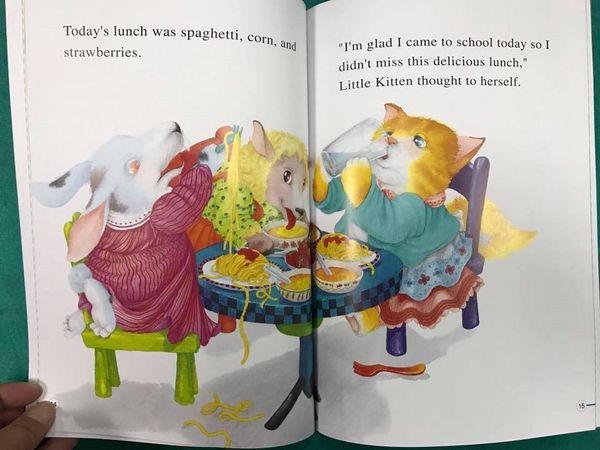 Today's lunch was spaghetti, corn, and
strawberries.
"I'm glad I came to school today so I
didn't miss this delicious lunch,"
Little Kitten thought to herself.
15